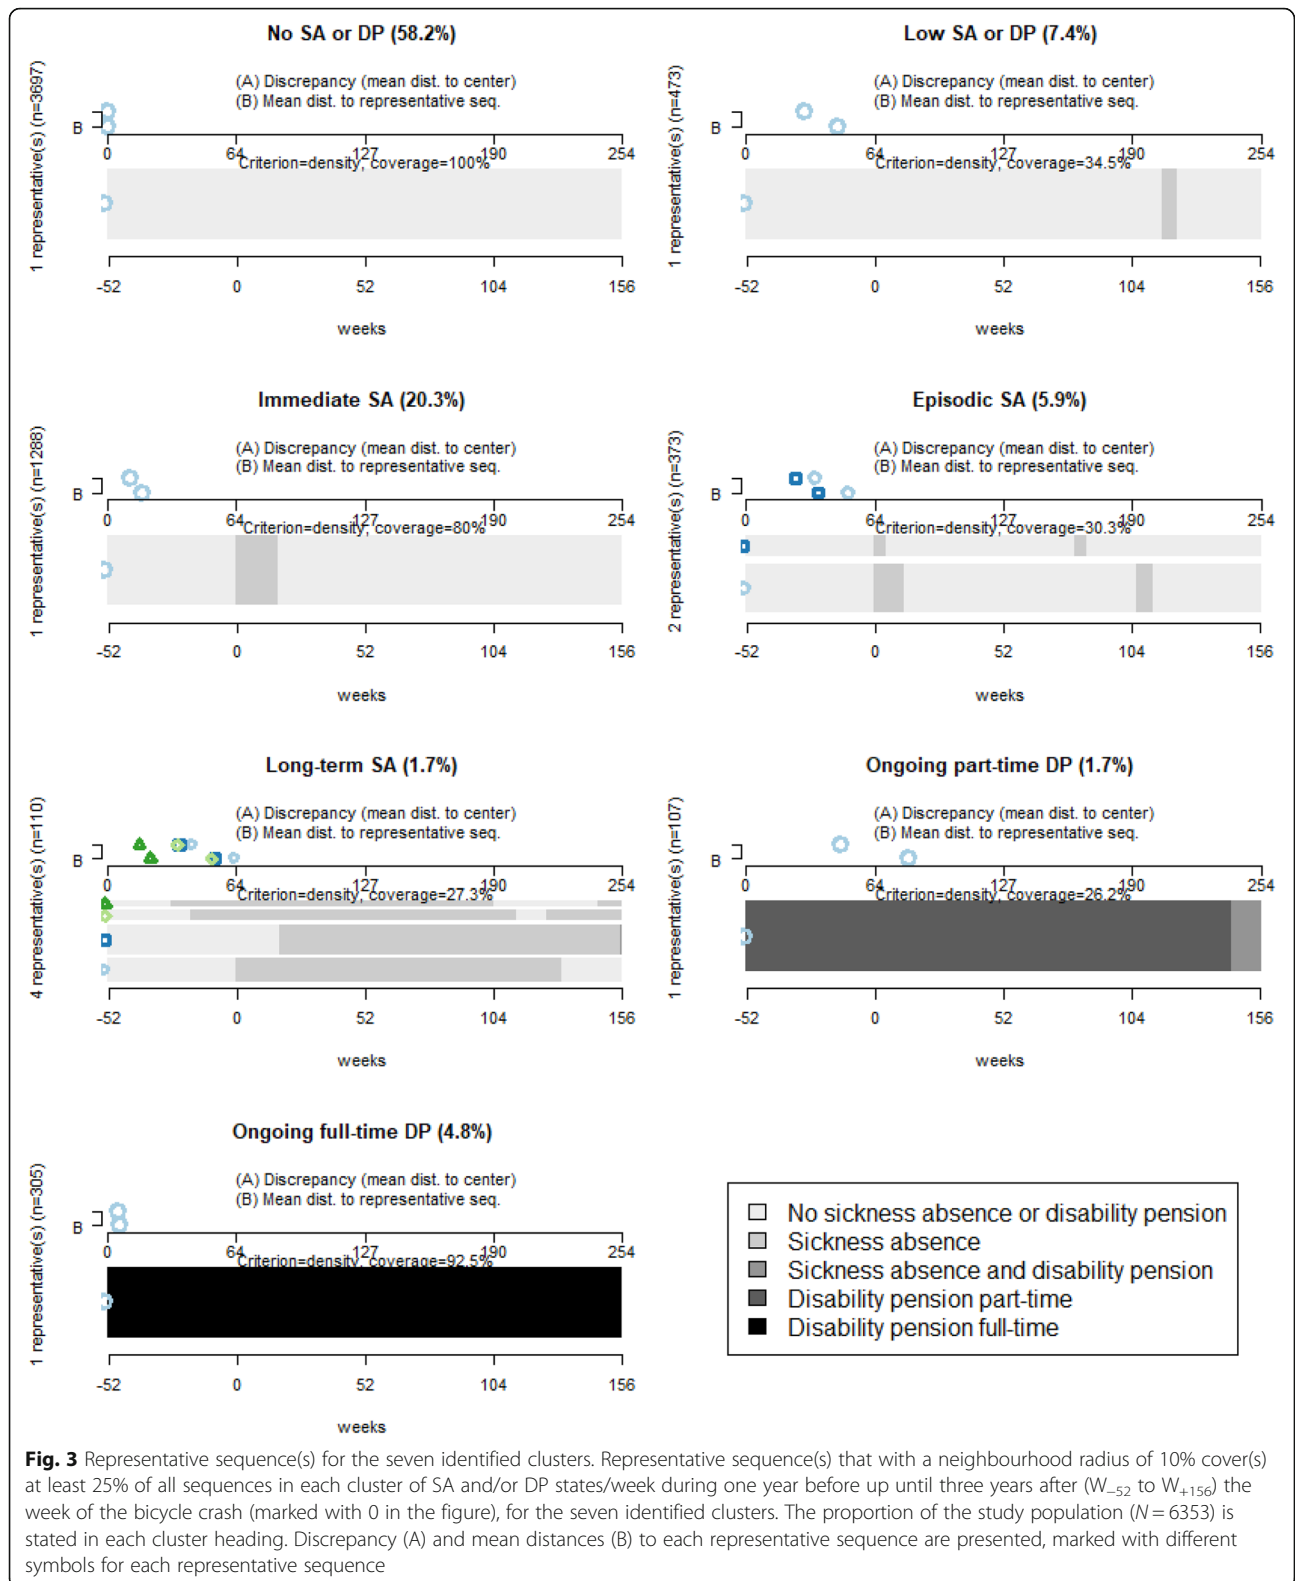 No SA or DP (58.2%)
1 representative(s) (n=3697)
(A) Discrepancy (mean dist. to center)
(B) Mean dist. to representative seq.
B
0 64 127 190 254
Criterion=density, coverage=100%
-52 0 52 104 156
weeks
Low SA or DP (7.4%)
1 representative(s) (n=473)
(A) Discrepancy (mean dist. to center)
(B) Mean dist. to representative seq.
B
0 64 127 190 254
Criterion=density, coverage=34.5%
-52 0 52 104 156
weeks
Immediate SA (20.3%)
1 representative(s) (n=1288)
(A) Discrepancy (mean dist. to center)
(B) Mean dist. to representative seq.
B
0 64 127 190 254
Criterion=density, coverage=80%
-52 0 52 104 156
weeks
Episodic SA (5.9%)
2 representative(s) (n=373)
(A) Discrepancy (mean dist. to center)
(B) Mean dist. to representative seq.
B
0 64 127 190 254
Criterion=density, coverage=30.3%
-52 0 52 104 156
weeks
Long-term SA (1.7%)
4 representative(s) (n=110)
(A) Discrepancy (mean dist. to center)
(B) Mean dist. to representative seq.
B
0 64 127 190 254
Criterion=density, coverage=27.3%
-52 0 52 104 156
weeks
Ongoing part-time DP (1.7%)
1 representative(s) (n=107)
(A) Discrepancy (mean dist. to center)
(B) Mean dist. to representative seq.
B
0 64 127 190 254
Criterion=density, coverage=26.2%
-52 0 52 104 156
weeks
Ongoing full-time DP (4.8%)
1 representative(s) (n=305)
(A) Discrepancy (mean dist. to center)
(B) Mean dist. to representative seq.
B
0 64 127 190 254
Criterion=density, coverage=92.5%
-52 0 52 104 156
weeks
No sickness absence or disability pension
Sickness absence
Sickness absence and disability pension
Disability pension part-time
Disability pension full-time
Fig. 3 Representative sequence(s) for the seven identified clusters. Representative sequence(s) that with a neighbourhood radius of 10% cover(s)
at least 25% of all sequences in each cluster of SA and/or DP states/week during one year before up until three years after (W−52 to W+156) the
week of the bicycle crash (marked with 0 in the figure), for the seven identified clusters. The proportion of the study population (N = 6353) is
stated in each cluster heading. Discrepancy (A) and mean distances (B) to each representative sequence are presented, marked with different
symbols for each representative sequence